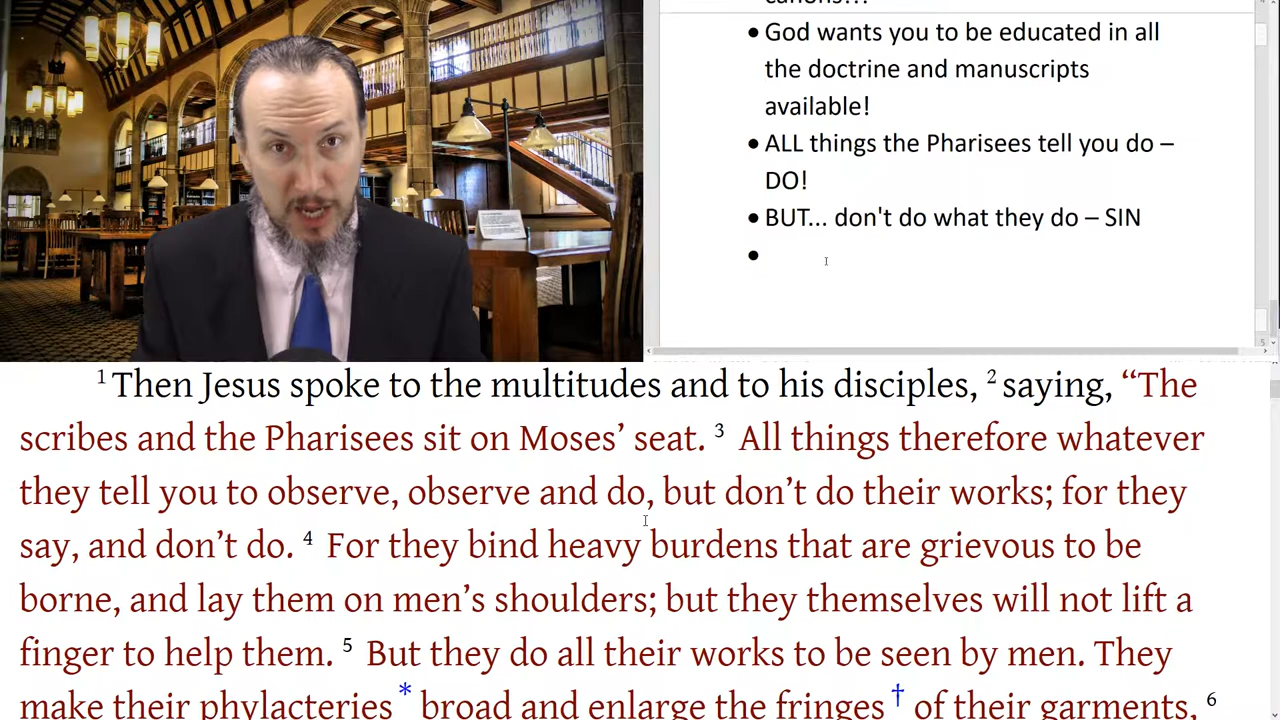 canons...
• God wants you to be educated in all
the doctrine and manuscripts
available!
• ALL things the Pharisees tell you do –
DO!
• BUT... don't do what they do – SIN
•
1 Then Jesus spoke to the multitudes and to his disciples, 2 saying, “The
scribes and the Pharisees sit on Moses’ seat. 3 All things therefore whatever
they tell you to observe, observe and do, but don’t do their works; for they
say, and don’t do. 4 For they bind heavy burdens that are grievous to be
borne, and lay them on men’s shoulders; but they themselves will not lift a
finger to help them. 5 But they do all their works to be seen by men. They
make their phylacteries * broad and enlarge the fringes † of their garments, 6